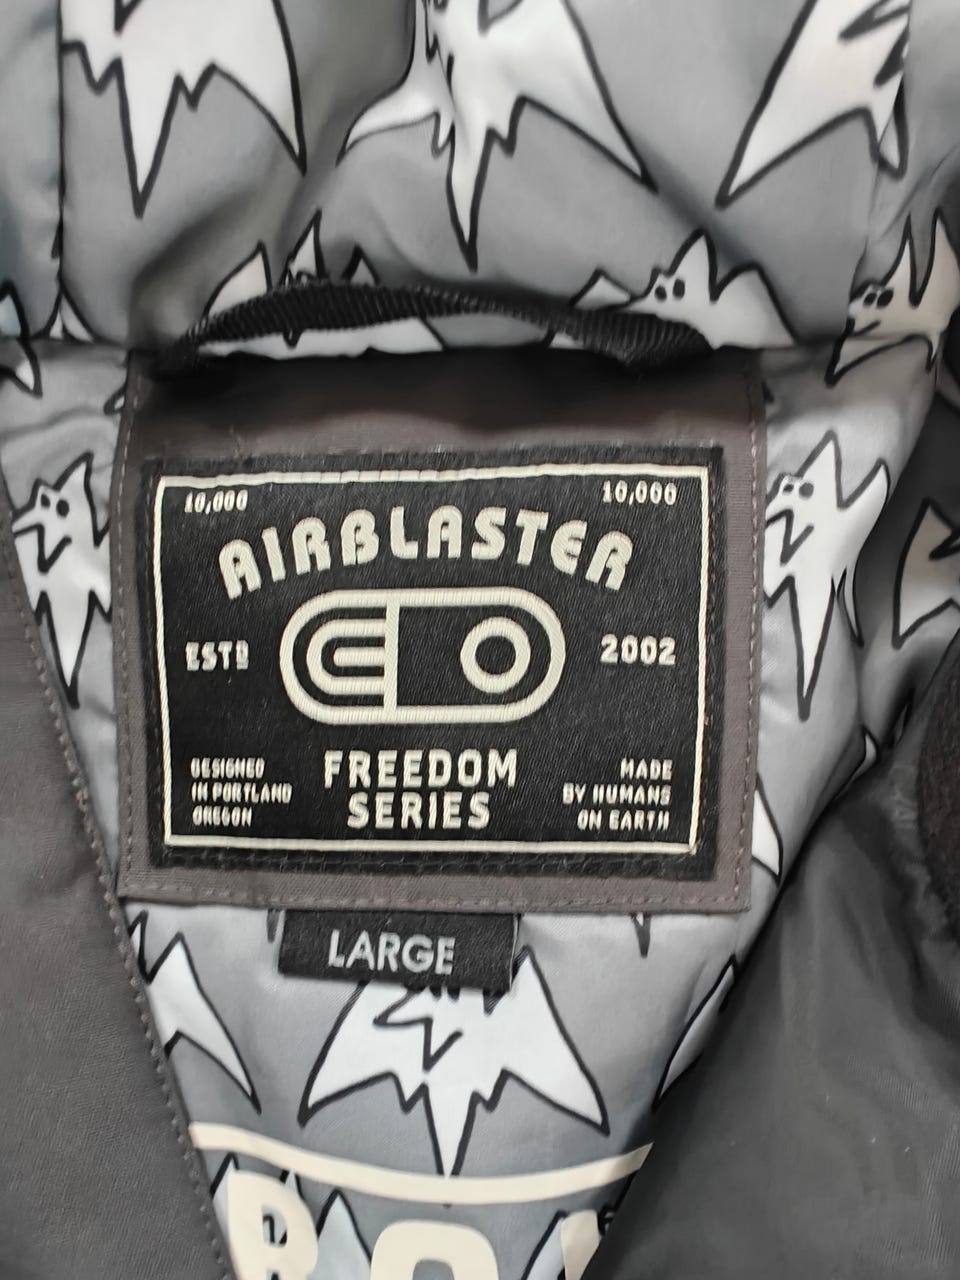 10,000 10,000
AIRBLASTER
ESTD 2002
FREEDOM
SERIES
DESIGNED
IN PORTLAND
OREGON
MADE
BY HUMANS
ON EARTH
LARGE